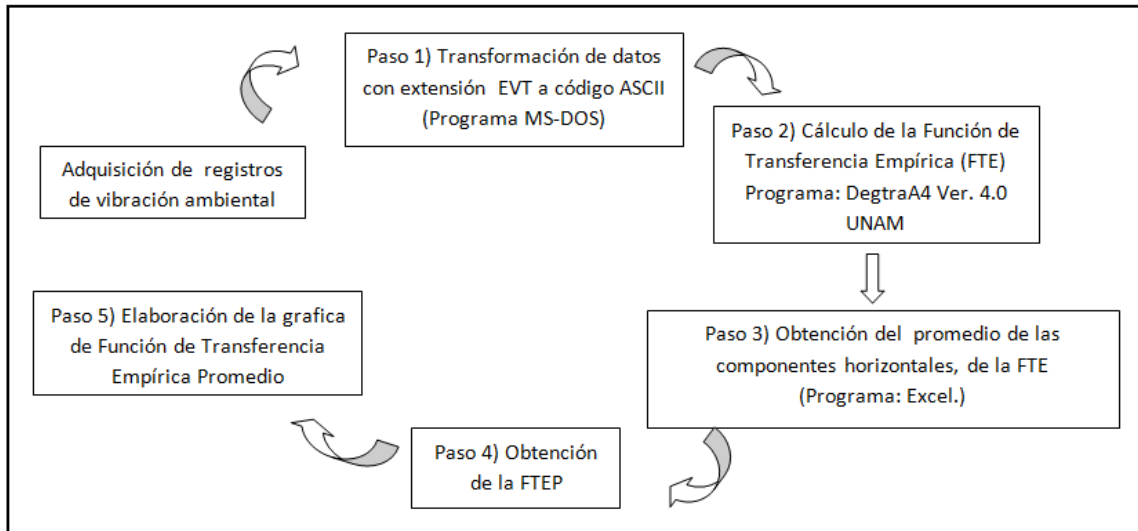 Adquisición de registros
de vibración ambiental
Paso 1) Transformación de datos
con extensión EVT a código ASCII
(Programa MS-DOS)
Paso 2) Cálculo de la Función de
Transferencia Empírica (FTE)
Programa: DegtraA4 Ver. 4.0
UNAM
Paso 3) Obtención del promedio de las
componentes horizontales, de la FTE
(Programa: Excel.)
Paso 4) Obtención
de la FTEP
Paso 5) Elaboración de la grafica
de Función de Transferencia
Empírica Promedio